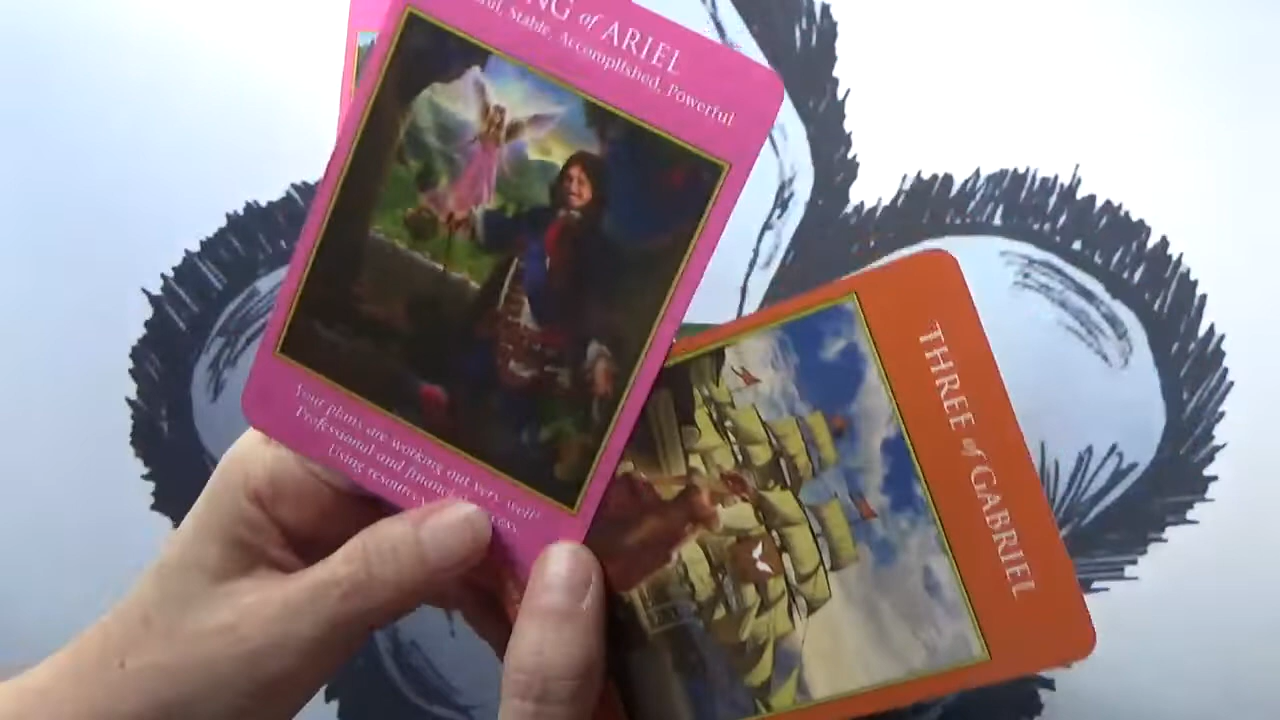 of ARIEL
Stable, Accomplished, Powerful
Your plans are working out very well!
Professional and financial
Using resources
THREE of GABRIEL